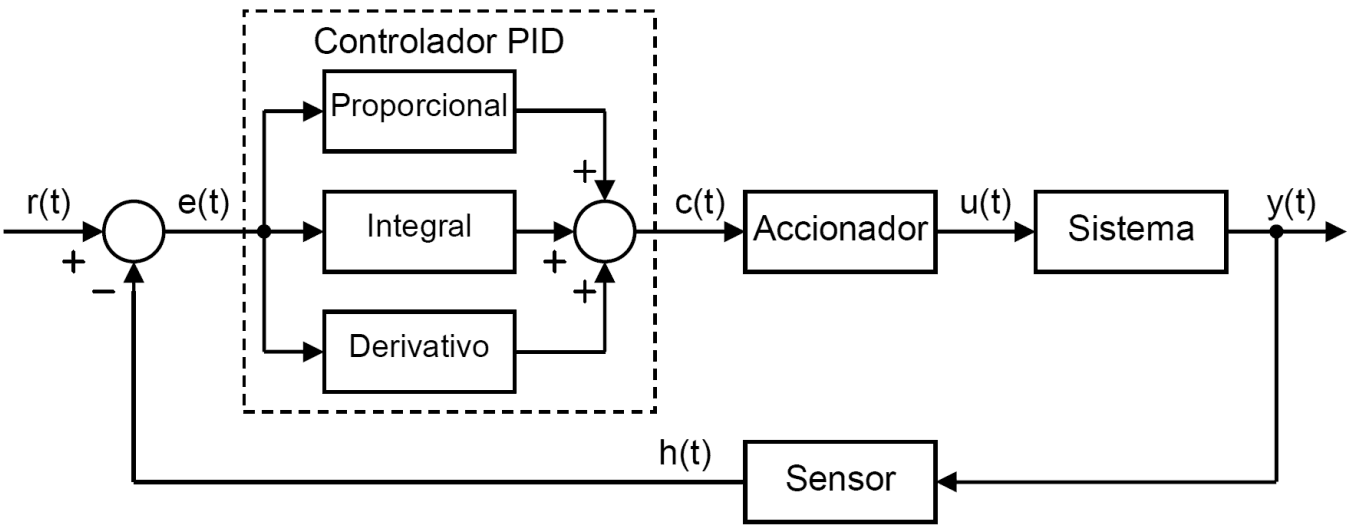 Controlador PID
Proporcional
+
r(t)
e(t)
Integral
c(t)
Accionador
u(t)
Sistema
y(t)
+
+
−
+
Derivativo
h(t)
Sensor